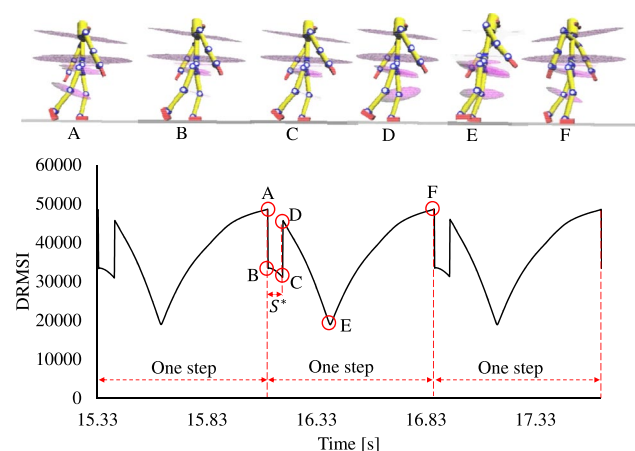 A B C D E F
60000
50000
40000
30000
20000
10000
0
DRMSI
A
F
D
B
C
S*
E
One step One step One step
15.33 15.83 16.33 16.83 17.33
Time [s]